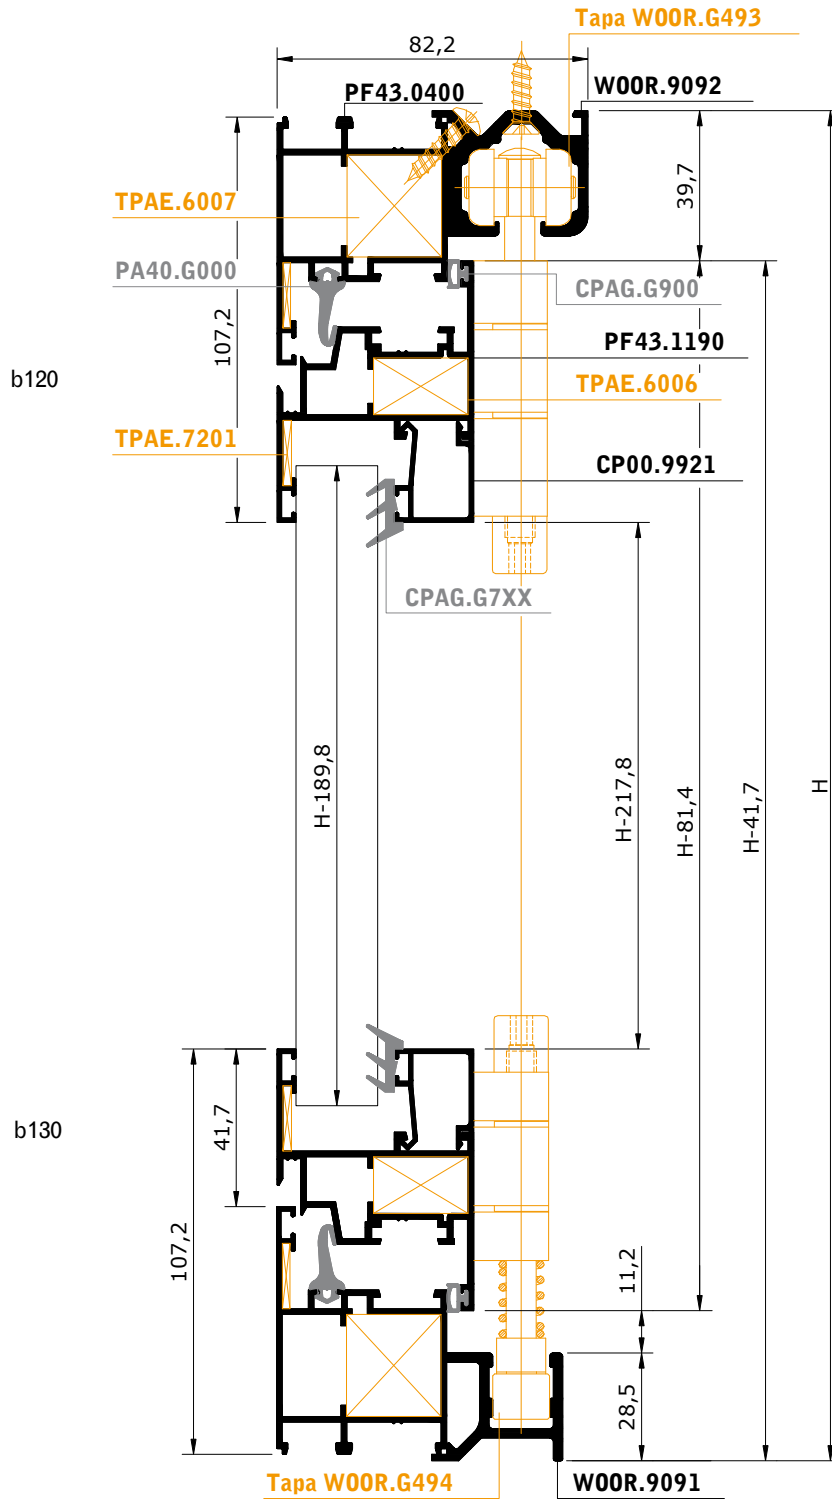 Tapa W00R.G493
82,2
W00R.9092
PF43.0400
39,7
TPAE.6007
PA40.G000
CPAG.G900
107,2
PF43.1190
b120
TPAE.6006
TPAE.7201
CP00.9921
CPAG.G7XX
H-189,8
H-217,8
H-81,4
H-41,7
H
b130
41,7
107,2
11,2
28,5
Tapa W00R.G494
W00R.9091